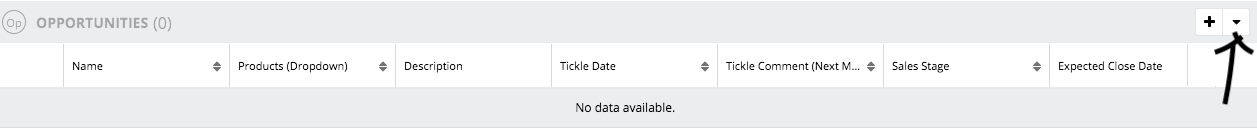 Op OPPORTUNITIES (0)
Name Products (Dropdown) Description Tickle Date Tickle Comment (Next M... Sales Stage Expected Close Date
No data available.